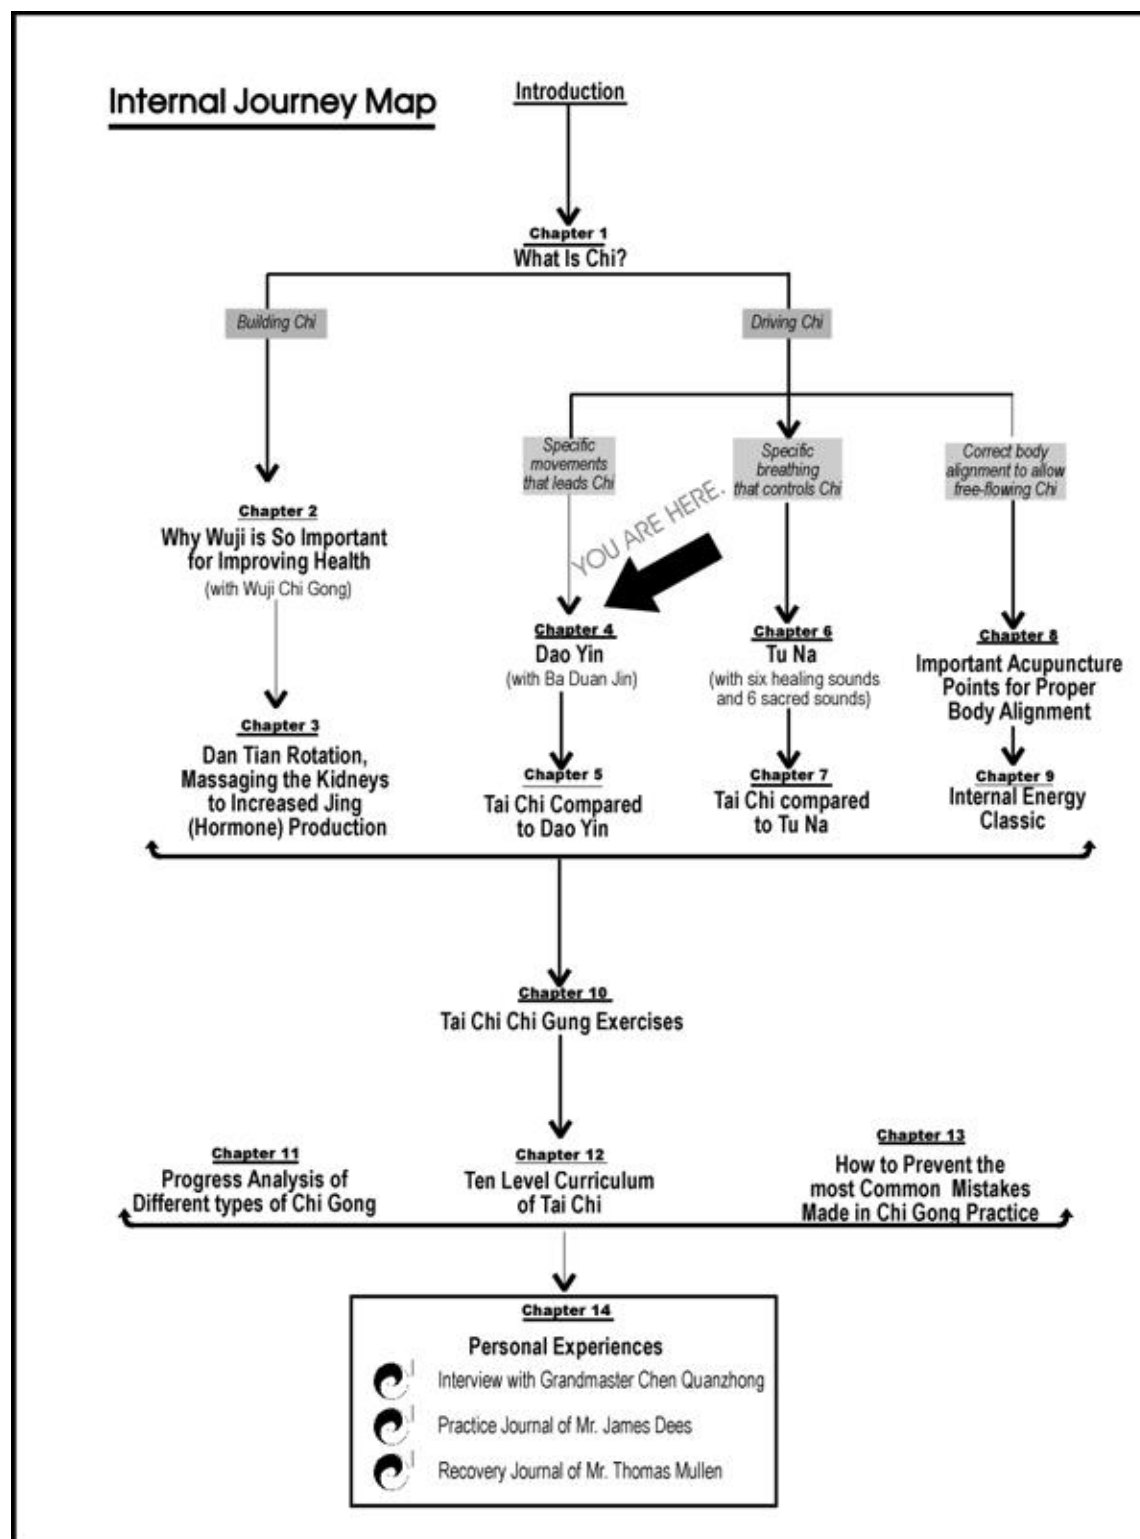 Internal Journey Map
Introduction
Chapter 1
What Is Chi?
Building Chi
Driving Chi
Specific
movements
that leads Chi
Specific
breathing
that controls Chi
Correct body
alignment to allow
free-flowing Chi
YOU ARE HERE.
Chapter 2
Why Wuji is So Important
for Improving Health
(with Wuji Chi Gong)
Chapter 3
Dan Tian Rotation,
Massaging the Kidneys
to Increased Jing
(Hormone) Production
Chapter 4
Dao Yin
(with Ba Duan Jin)
Chapter 5
Tai Chi Compared
to Dao Yin
Chapter 6
Tu Na
(with six healing sounds
and 6 sacred sounds)
Chapter 7
Tai Chi compared
to Tu Na
Chapter 8
Important Acupuncture
Points for Proper
Body Alignment
Chapter 9
Internal Energy
Classic
Chapter 10
Tai Chi Chi Gung Exercises
Chapter 11
Progress Analysis of
Different types of Chi Gong
Chapter 12
Ten Level Curriculum
of Tai Chi
Chapter 13
How to Prevent the
most Common Mistakes
Made in Chi Gong Practice
Chapter 14
Personal Experiences
Interview with Grandmaster Chen Quanzhong
Practice Journal of Mr. James Dees
Recovery Journal of Mr. Thomas Mullen